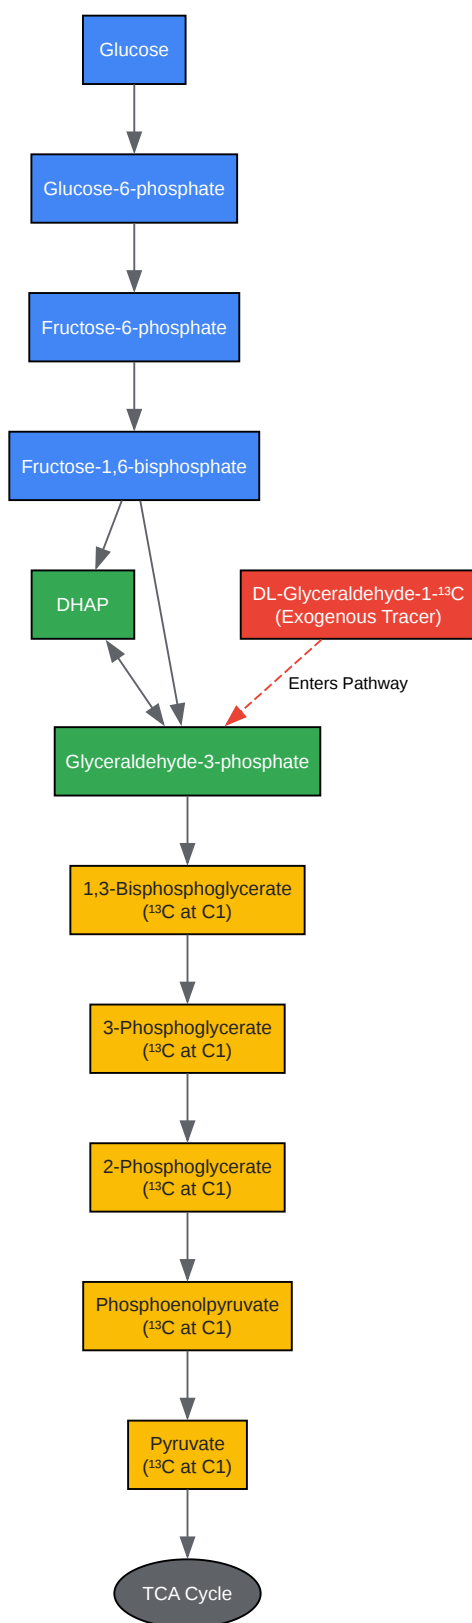 Glucose
Glucose-6-phosphate
Fructose-6-phosphate
Fructose-1,6-bisphosphate
DHAP
DL-Glyceraldehyde-1-¹³C
(Exogenous Tracer)
Enters Pathway
Glyceraldehyde-3-phosphate
1,3-Bisphosphoglycerate
(¹³C at C1)
3-Phosphoglycerate
(¹³C at C1)
2-Phosphoglycerate
(¹³C at C1)
Phosphoenolpyruvate
(¹³C at C1)
Pyruvate
(¹³C at C1)
TCA Cycle